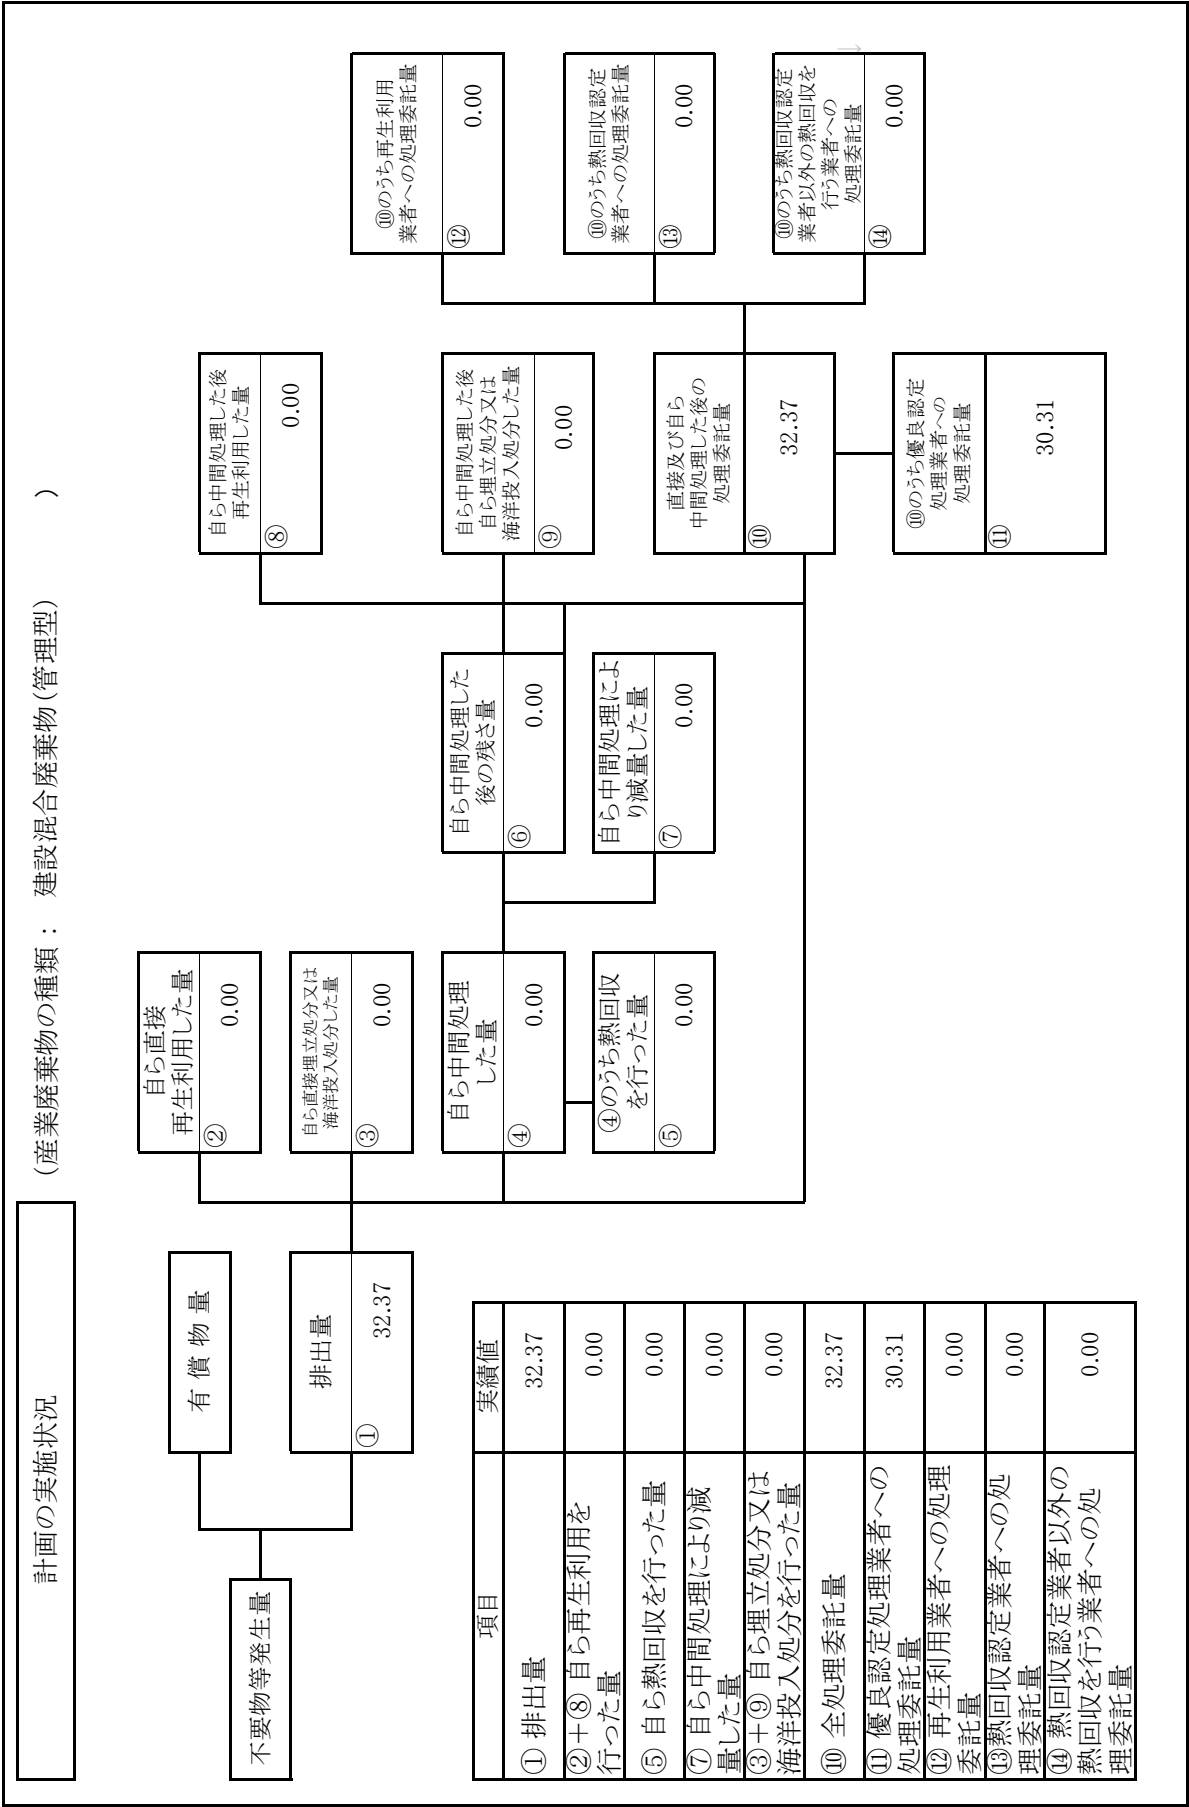 計画の実施状況
(産業廃棄物の種類： 建設混合廃棄物(管理型) )
不要物等発生量
有 償 物 量
排出量
① 32.37
自ら直接
再生利用した量
② 0.00
自ら直接埋立処分又は
海洋投入処分した量
③ 0.00
自ら中間処理
した量
④ 0.00
④のうち熱回収
を行った量
⑤ 0.00
自ら中間処理した
後の残さ量
⑥ 0.00
自ら中間処理によ
り減量した量
⑦ 0.00
自ら中間処理した後
再生利用した量
⑧ 0.00
自ら中間処理した後
自ら埋立処分又は
海洋投入処分した量
⑨ 0.00
直接及び自ら
中間処理した後の
処理委託量
⑩ 32.37
⑩のうち優良認定
処理業者への
処理委託量
⑪ 30.31
⑩のうち再生利用
業者への処理委託量
⑫ 0.00
⑩のうち熱回収認定
業者への処理委託量
⑬ 0.00
⑩のうち熱回収認定
業者以外の熱回収を
行う業者への
処理委託量
⑭ 0.00
↓
項目 実績値
① 排出量 32.37
②＋⑧ 自ら再生利用を
行った量 0.00
⑤ 自ら熱回収を行った量 0.00
⑦ 自ら中間処理により減
量した量 0.00
③＋⑨ 自ら埋立処分又は
海洋投入処分を行った量 0.00
⑩ 全処理委託量 32.37
⑪ 優良認定処理業者への
処理委託量 30.31
⑫ 再生利用業者への処理
委託量 0.00
⑬熱回収認定業者への処
理委託量 0.00
⑭ 熱回収認定業者以外の
熱回収を行う業者への処
理委託量 0.00